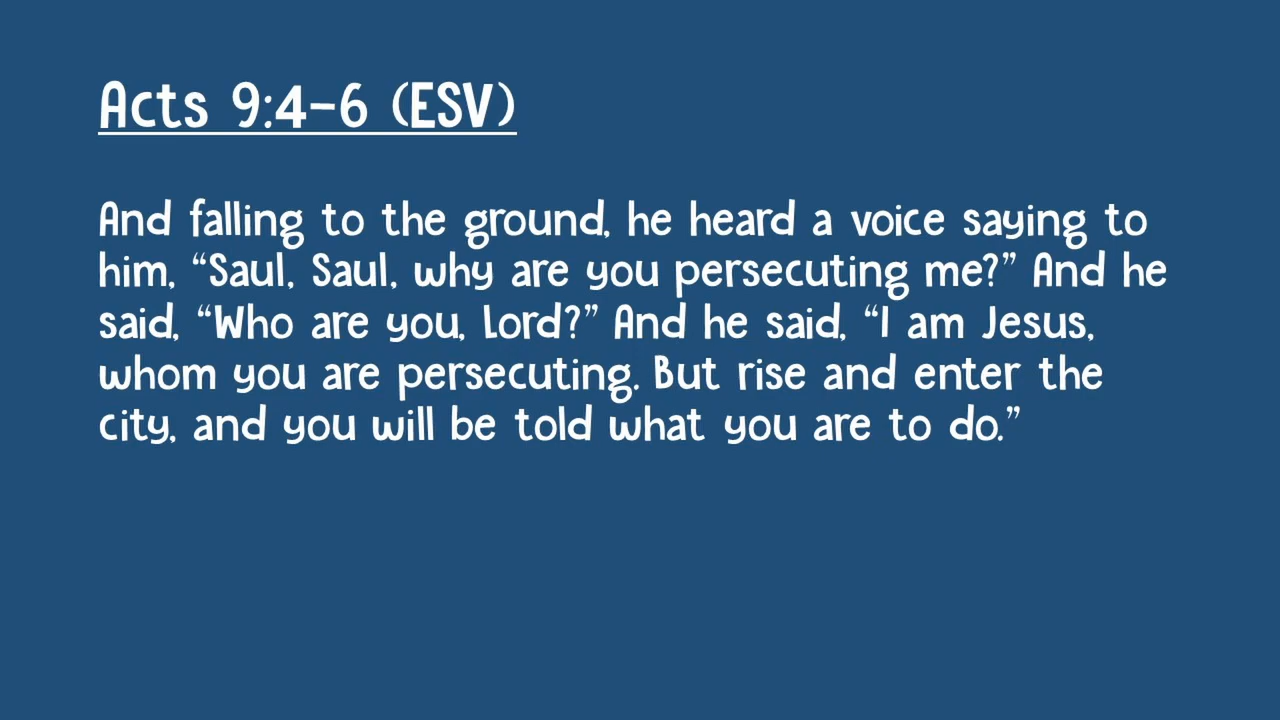 Acts 9:4–6 (ESV)
And falling to the ground, he heard a voice saying to
him, “Saul, Saul, why are you persecuting me?” And he
said, “Who are you, Lord?” And he said, “I am Jesus,
whom you are persecuting. But rise and enter the
city, and you will be told what you are to do.”